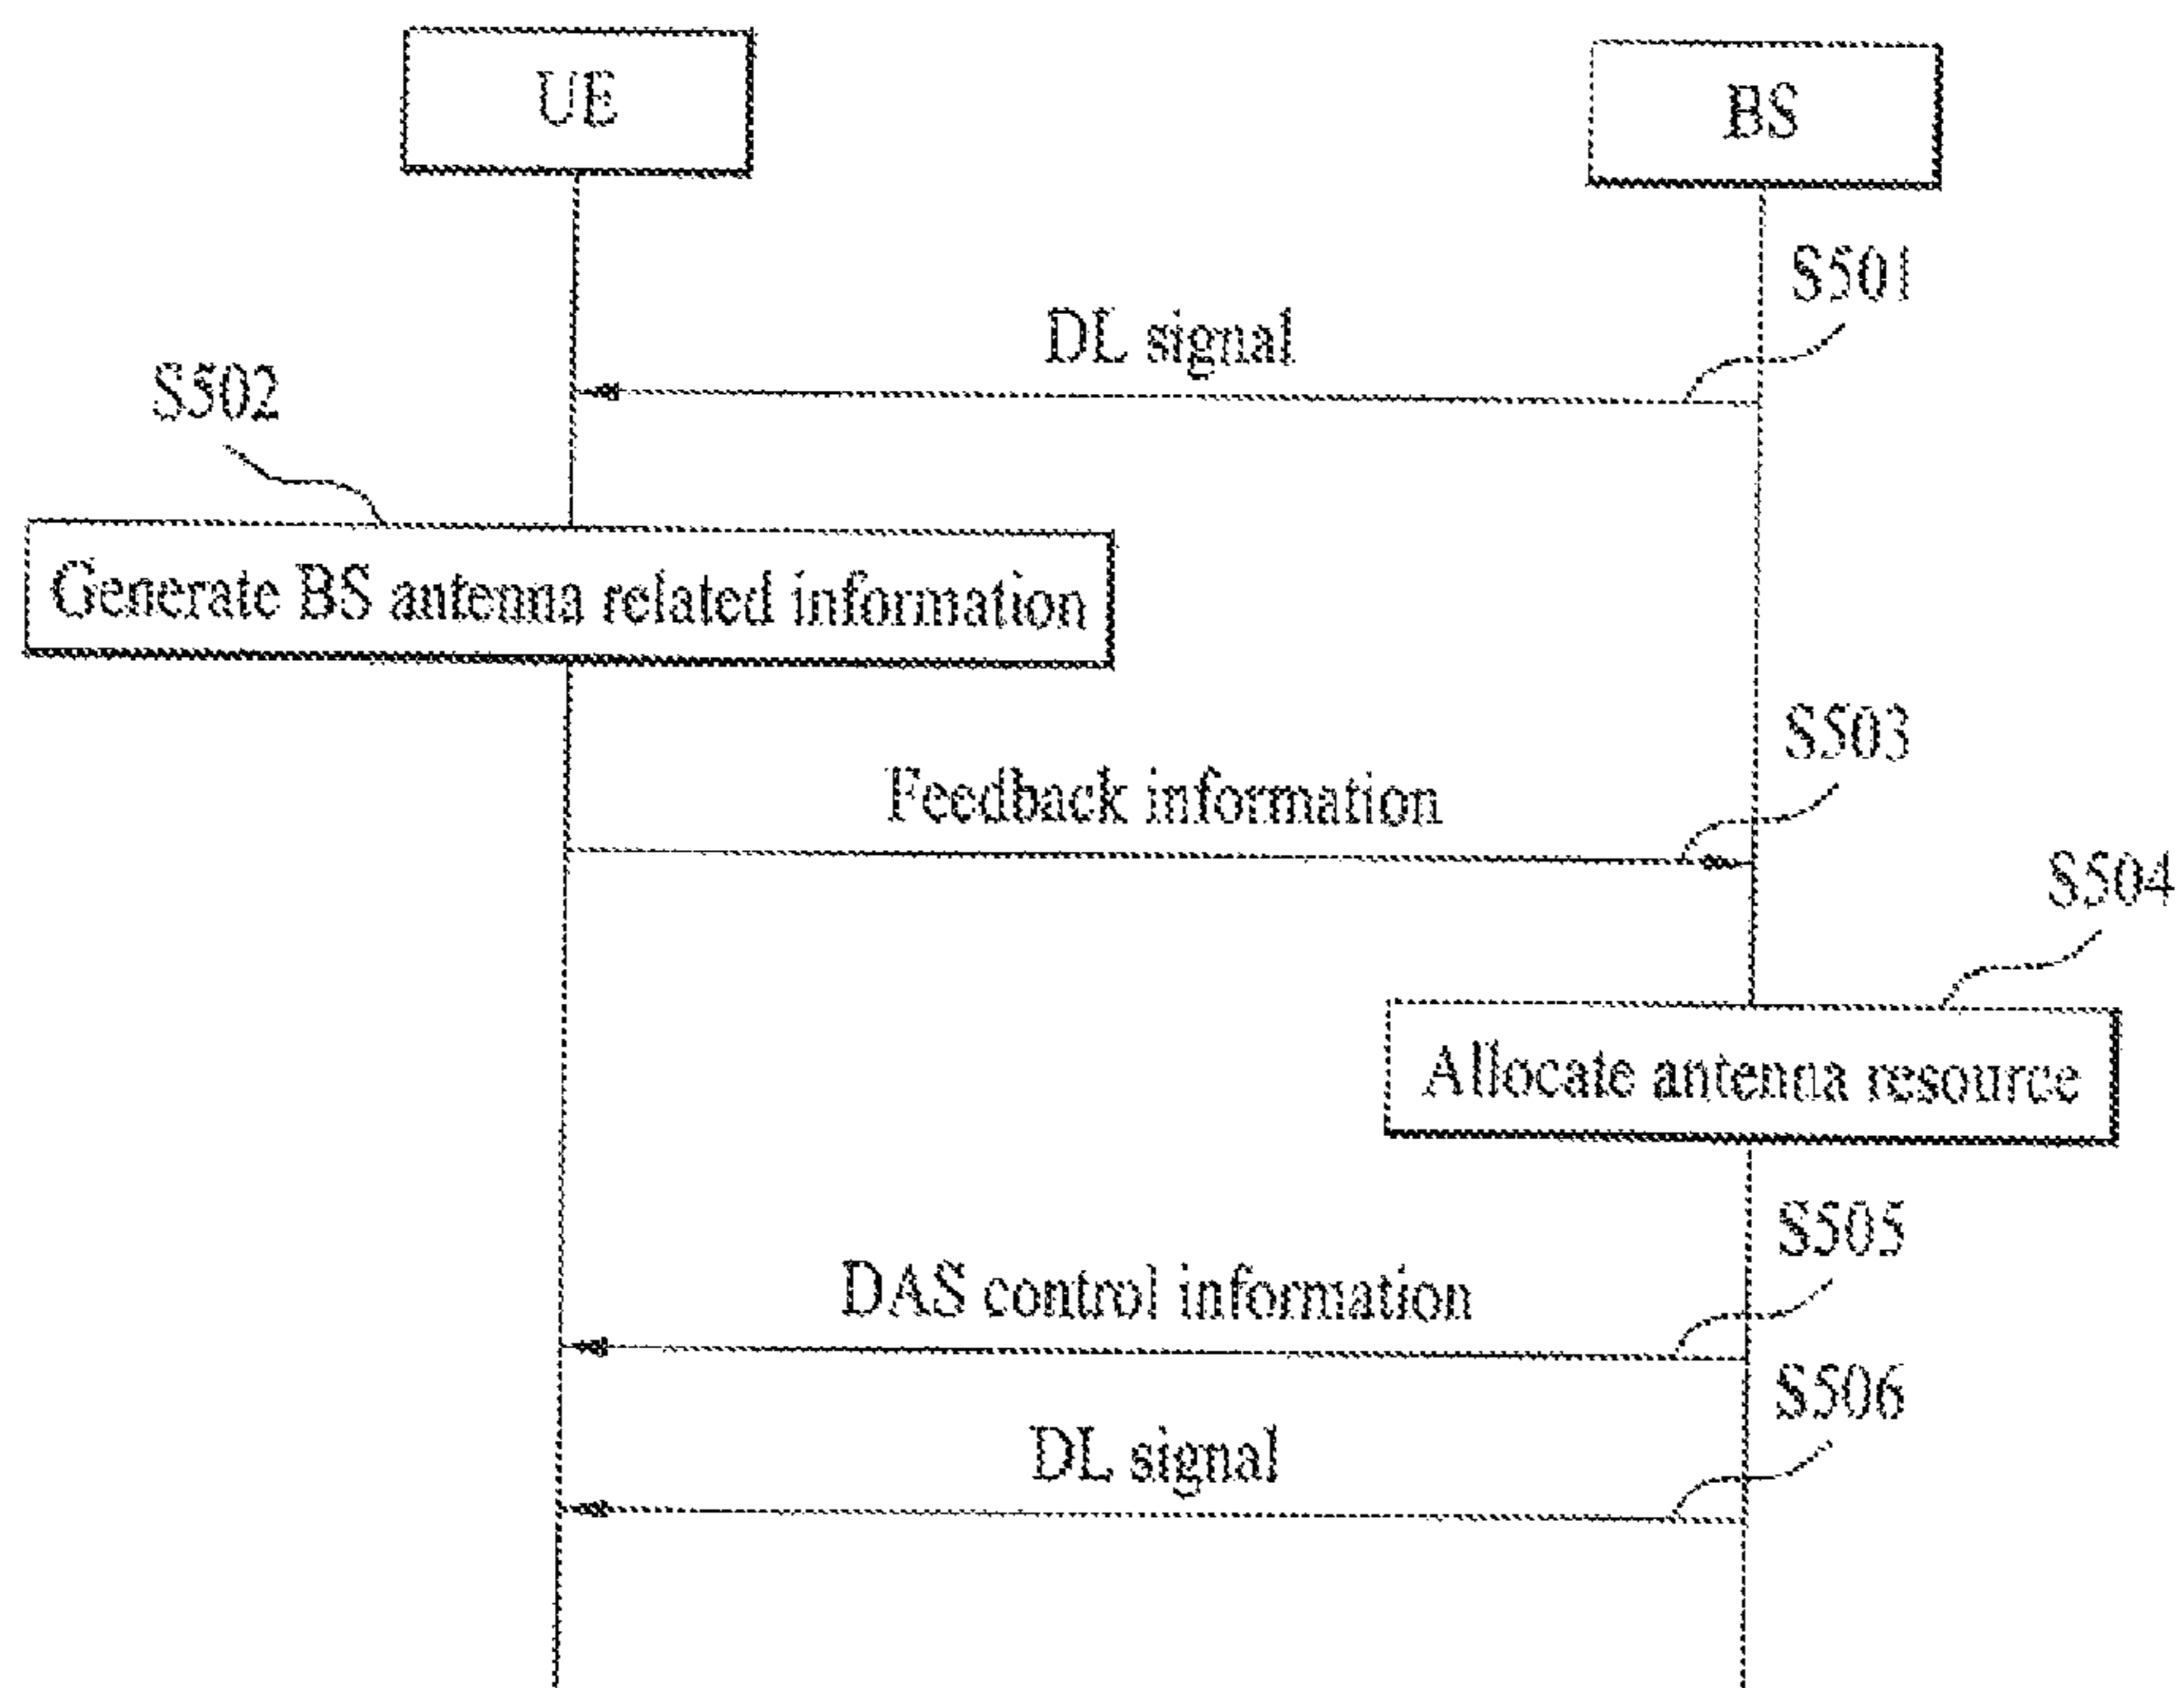 UE
BS
S501
DL signal
S502
Generate BS antenna related information
S503
Feedback information
S504
Allocate antenna resource
S505
DAS control information
S506
DL signal